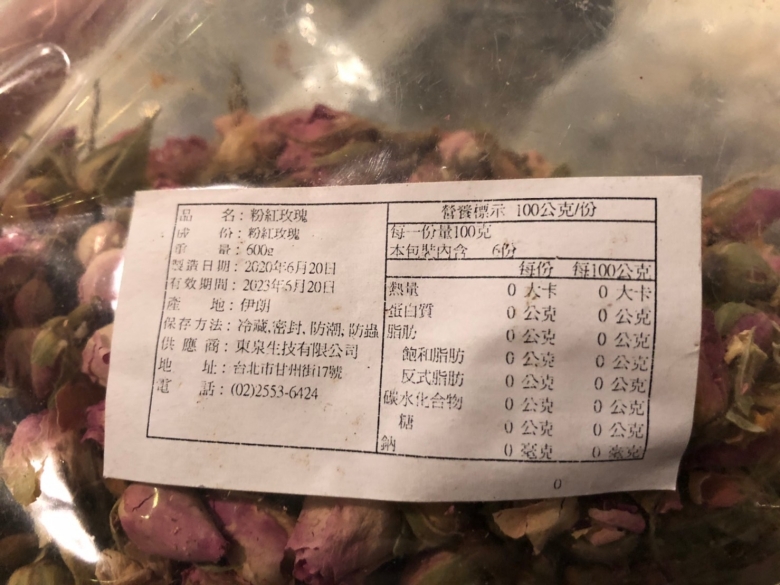 品 名：粉紅玫瑰
成 份：粉紅玫瑰
重 量：600g
製造日期：2020年6月20日
有效期間：2023年6月20日
產 地：伊朗
保存方法：冷藏,密封,防潮,防蟲
供應商：東泉生技有限公司
地 址：台北市甘州街17號
電 話：(02)2553-6424
營養標示 100公克/份
每一份量100克
本包裝內含 6份
每份 每100公克
熱量 0 大卡 0 大卡
蛋白質 0 公克 0 公克
脂肪 0 公克 0 公克
飽和脂肪 0 公克 0 公克
反式脂肪 0 公克 0 公克
碳水化合物 0 公克 0 公克
糖 0 公克 0 公克
鈉 0 毫克 0 毫克
0